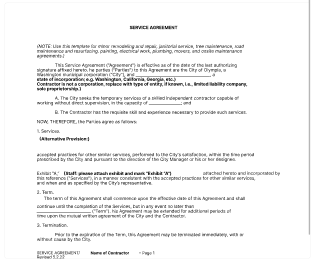 SERVICE AGREEMENT
(NOTE: Use this template for minor remodeling and repair, janitorial service, tree maintenance, road
maintenance and resurfacing, painting, electrical work, plumbing, movers, and onsite maintenance
agreements.)
This Service Agreement ("Agreement") is effective as of the date of the last authorizing
signature affixed hereto. The parties ("Parties") to this Agreement are the City of Olympia, a
Washington municipal corporation ("City"), and , a
state of incorporation; e.g. Washington, California, Georgia, etc.)
(Contractor is not a corporation, replace with type of entity, if known, i.e., limited liability company,
sole proprietorship.)
A. The City seeks the temporary services of a skilled independent contractor capable of
working without direct supervision, in the capacity of ; and
B. The Contractor has the requisite skill and experience necessary to provide such services.
NOW, THEREFORE, the Parties agree as follows:
1. Services.
(Alternative Provision:)
accepted practices for other similar services, performed to the City's satisfaction, within the time period
prescribed by the City and pursuant to the direction of the City Manager or his or her designee.
Exhibit "A," (Staff, please attach exhibit and mark "Exhibit "A") attached hereto and incorporated by
this reference ("Services"), in a manner consistent with the accepted practices for other similar services,
and when and as specified by the City's representative.
2. Term.
The term of this Agreement shall commence upon the effective date of this Agreement and shall
continue until the completion of the Services, but in any event no later than
("Term"). This Agreement may be extended for additional periods of
time upon the mutual written agreement of the City and the Contractor.
3. Termination.
Prior to the expiration of the Term, this Agreement may be terminated immediately, with or
without cause by the City.
SERVICE AGREEMENT/ Name of Contractor - Page 1
Revised 5.2.22